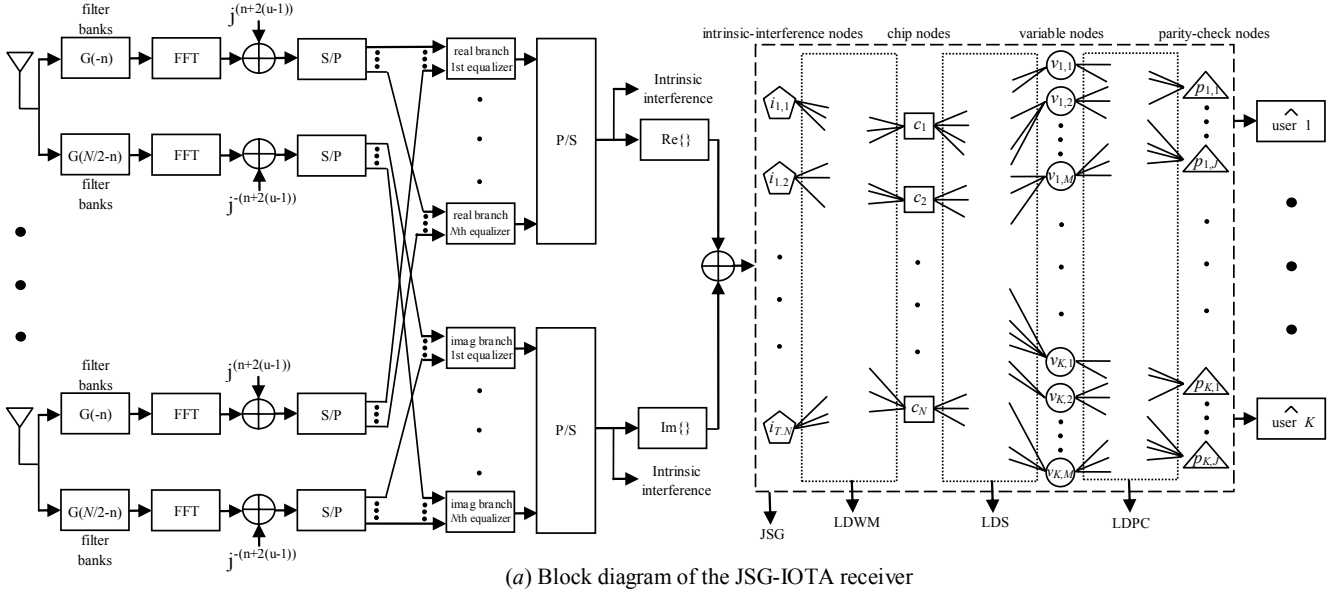 filter
banks
j^(n+2(u-1))
G(-n)
FFT
S/P
real branch
1st equalizer
G(N/2-n)
FFT
S/P
filter
banks
j^-(n+2(u-1))
real branch
Nth equalizer
P/S
Intrinsic
interference
Re{}
filter
banks
j^(n+2(u-1))
G(-n)
FFT
S/P
imag branch
1st equalizer
G(N/2-n)
FFT
S/P
filter
banks
j^-(n+2(u-1))
imag branch
Nth equalizer
P/S
Im{}
Intrinsic
interference
intrinsic-interference nodes
chip nodes
variable nodes
parity-check nodes
i1,1
i1.2
iT.N
c1
c2
cN
v1,1
v1,2
v1,M
vK,1
vK,2
vK,M
p1,1
p1,J
pK,1
pK,J
^
user 1
^
user K
JSG
LDWM
LDS
LDPC
(a) Block diagram of the JSG-IOTA receiver